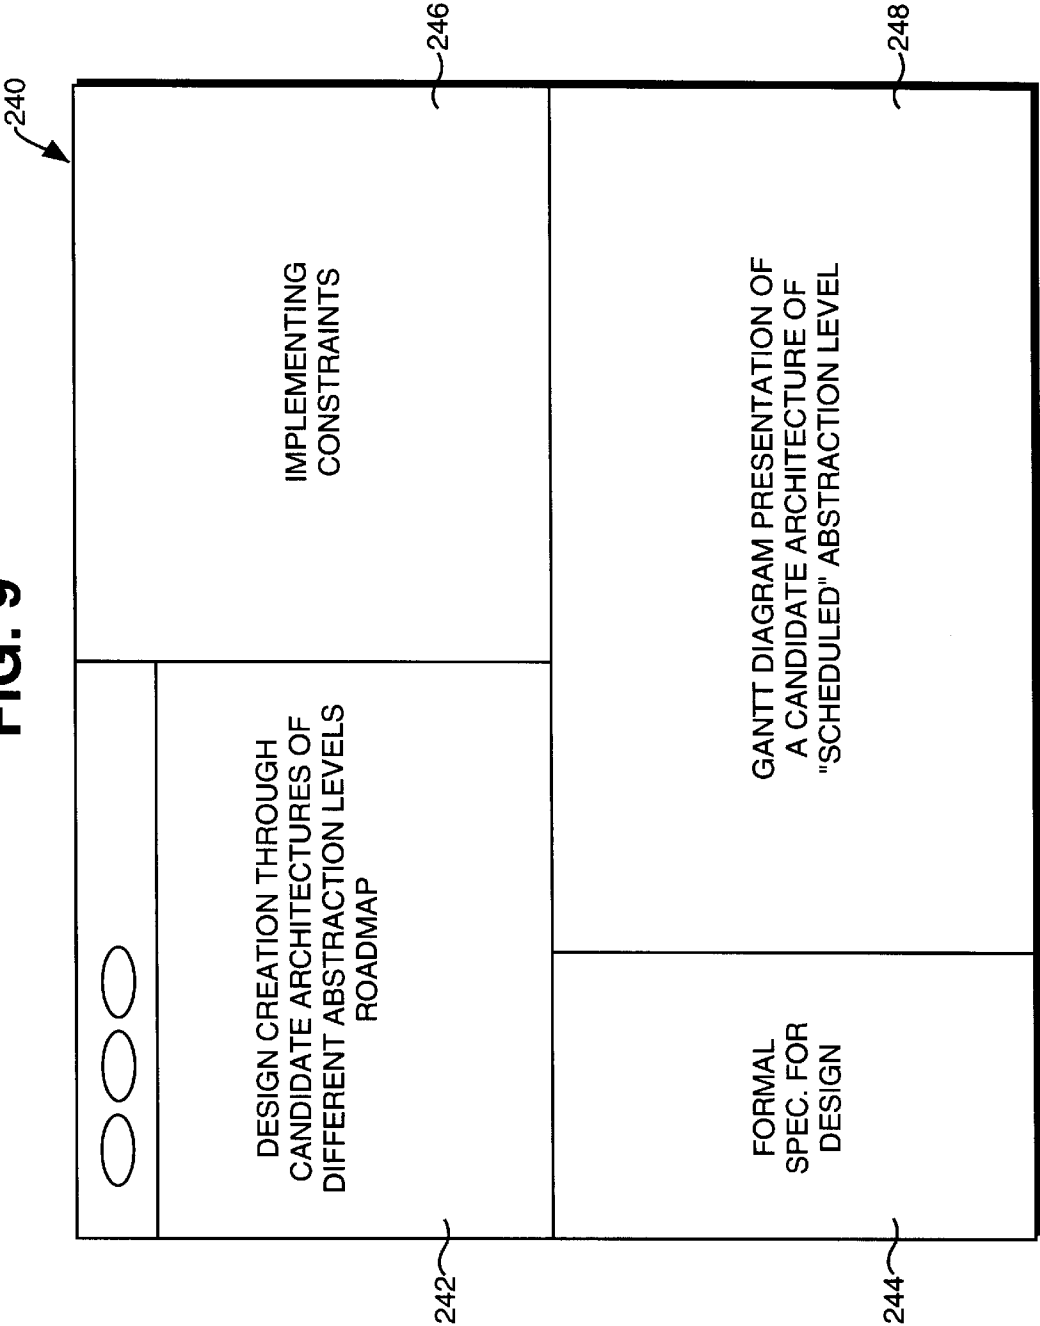 FIG. 9
240
DESIGN CREATION THROUGH
CANDIDATE ARCHITECTURES OF
DIFFERENT ABSTRACTION LEVELS
ROADMAP
242
IMPLEMENTING
CONSTRAINTS
246
FORMAL
SPEC. FOR
DESIGN
244
GANTT DIAGRAM PRESENTATION OF
A CANDIDATE ARCHITECTURE OF
"SCHEDULED" ABSTRACTION LEVEL
248